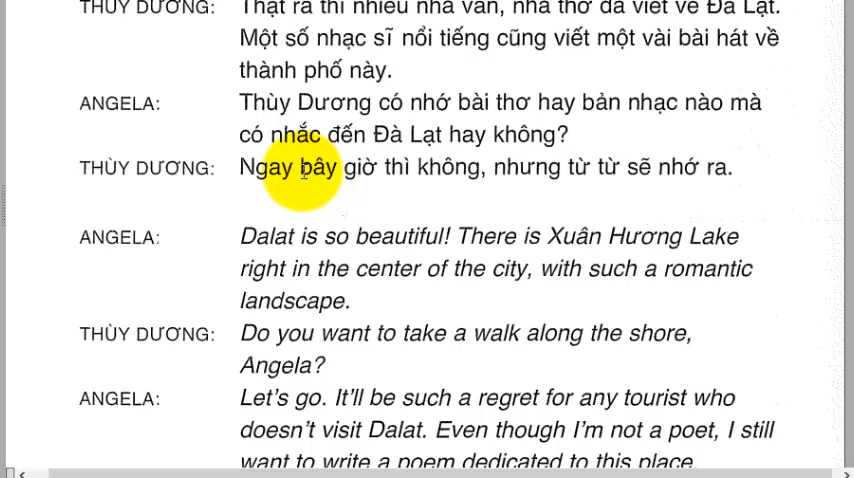 THÙY DƯƠNG: Thật ra thì nhiều nhà văn, nhà thơ đã viết về Đà Lạt.
Một số nhạc sĩ nổi tiếng cũng viết một vài bài hát về
thành phố này.
ANGELA: Thùy Dương có nhớ bài thơ hay bản nhạc nào mà
có nhắc đến Đà Lạt hay không?
THÙY DƯƠNG: Ngay bây giờ thì không, nhưng từ từ sẽ nhớ ra.
ANGELA: Dalat is so beautiful! There is Xuân Hương Lake
right in the center of the city, with such a romantic
landscape.
THÙY DƯƠNG: Do you want to take a walk along the shore,
Angela?
ANGELA: Let's go. It'll be such a regret for any tourist who
doesn't visit Dalat. Even though I'm not a poet, I still
want to write a poem dedicated to this place.